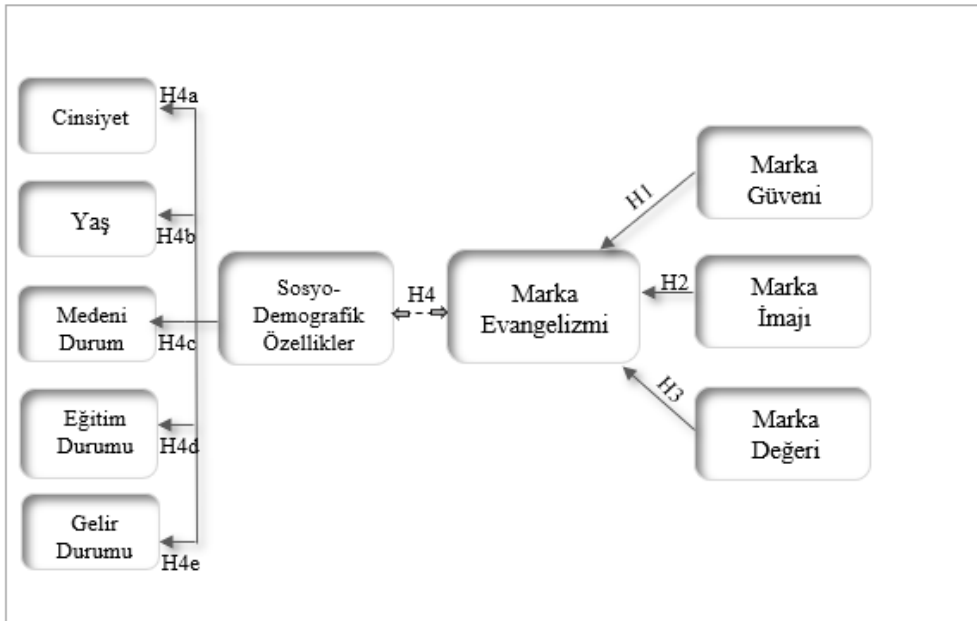 H4a
Cinsiyet
Yaş
H4b
Medeni
Durum
H4c
Eğitim
Durumu
H4d
Gelir
Durumu
H4e
Sosyo-
Demografik
Özellikler
H4
Marka
Evangelizmi
H1
H2
H3
Marka
Güveni
Marka
İmajı
Marka
Değeri